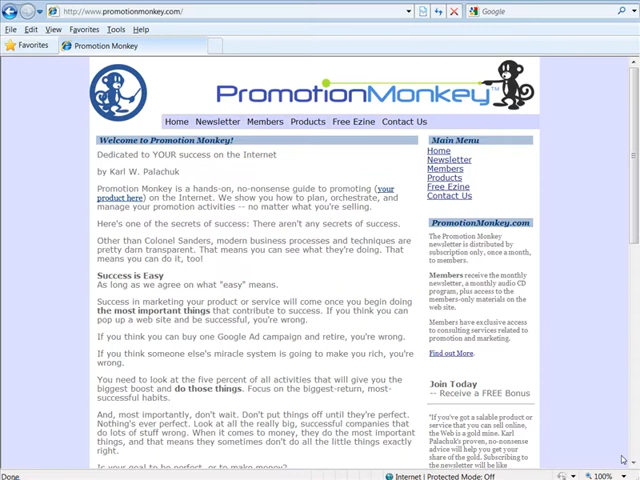 http://www.promotionmonkey.com/
Google
File Edit View Favorites Tools Help
Favorites Promotion Monkey
PromotionMonkey™
Home Newsletter Members Products Free Ezine Contact Us
Welcome to Promotion Monkey!
Dedicated to YOUR success on the Internet
by Karl W. Palachuk
Promotion Monkey is a hands-on, no-nonsense guide to promoting (your
product here) on the Internet. We show you how to plan, orchestrate, and
manage your promotion activities -- no matter what you're selling.
Here's one of the secrets of success: There aren't any secrets of success.
Other than Colonel Sanders, modern business processes and techniques are
pretty darn transparent. That means you can see what they're doing. That
means you can do it, too!
Success is Easy
As long as we agree on what "easy" means.
Success in marketing your product or service will come once you begin doing
the most important things that contribute to success. If you think you can
pop up a web site and be successful, you're wrong.
If you think you can buy one Google Ad campaign and retire, you're wrong.
If you think someone else's miracle system is going to make you rich, you're
wrong.
You need to look at the five percent of all activities that will give you the
biggest boost and do those things. Focus on the biggest-return, most-
successful habits.
And, most importantly, don't wait. Don't put things off until they're perfect.
Nothing's ever perfect. Look at all the really big, successful companies that
do lots of stuff wrong. When it comes to money, they do the most important
things, and that means they sometimes don't do all the little things exactly
right.
Is your goal to be perfect, or to make money?
Main Menu
Home
Newsletter
Members
Products
Free Ezine
Contact Us
PromotionMonkey.com
The Promotion Monkey
newsletter is distributed by
subscription only, once a month,
to members.
Members receive the monthly
newsletter, a monthly audio CD
program, plus access to the
members-only materials on the
web site.
Members have exclusive access
to consulting services related to
promotion and marketing.
Find out More.
Join Today
-- Receive a FREE Bonus
"If you've got a salable product or
service that you can sell online,
the Web is a gold mine. Karl
Palachuk's proven, no-nonsense
advice will help you get your
share of the gold. Subscribing to
the newsletter will be like
Done
Internet | Protected Mode: Off
100%